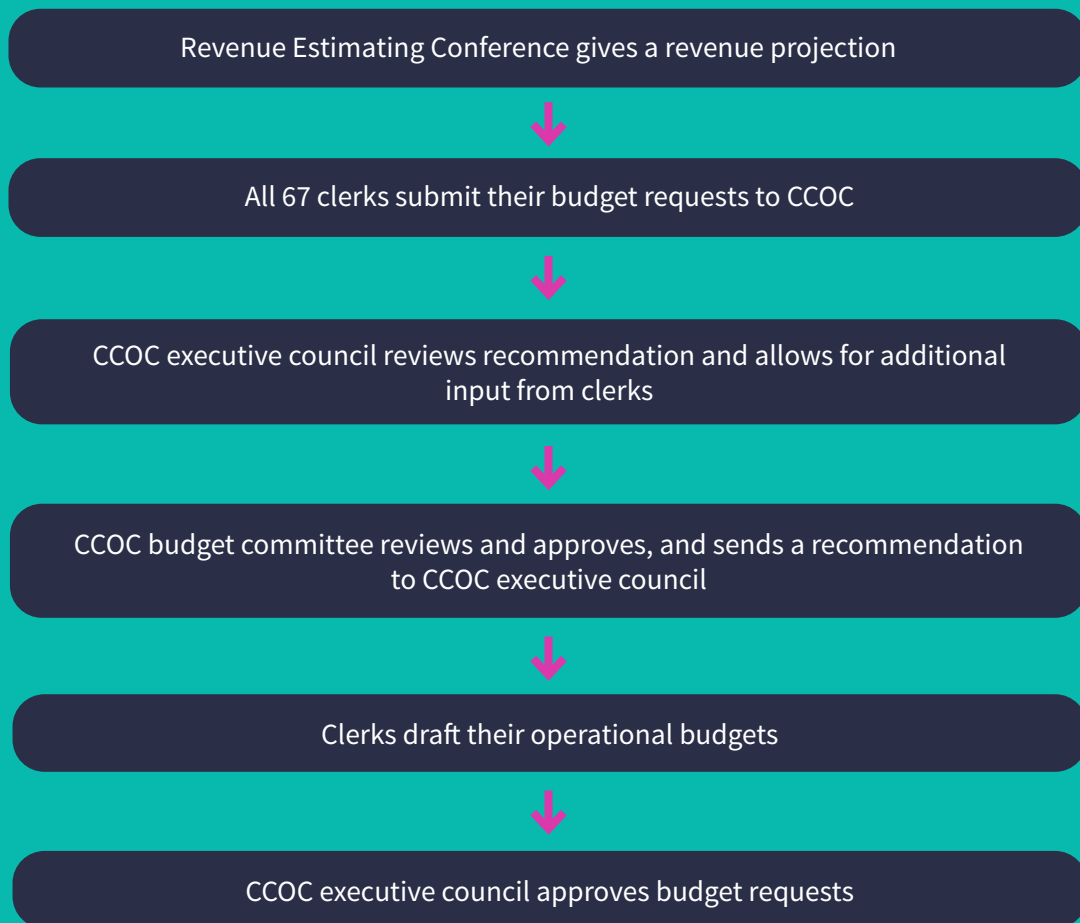 Revenue Estimating Conference gives a revenue projection
All 67 clerks submit their budget requests to CCOC
CCOC executive council reviews recommendation and allows for additional
input from clerks
CCOC budget committee reviews and approves, and sends a recommendation
to CCOC executive council
Clerks draft their operational budgets
CCOC executive council approves budget requests